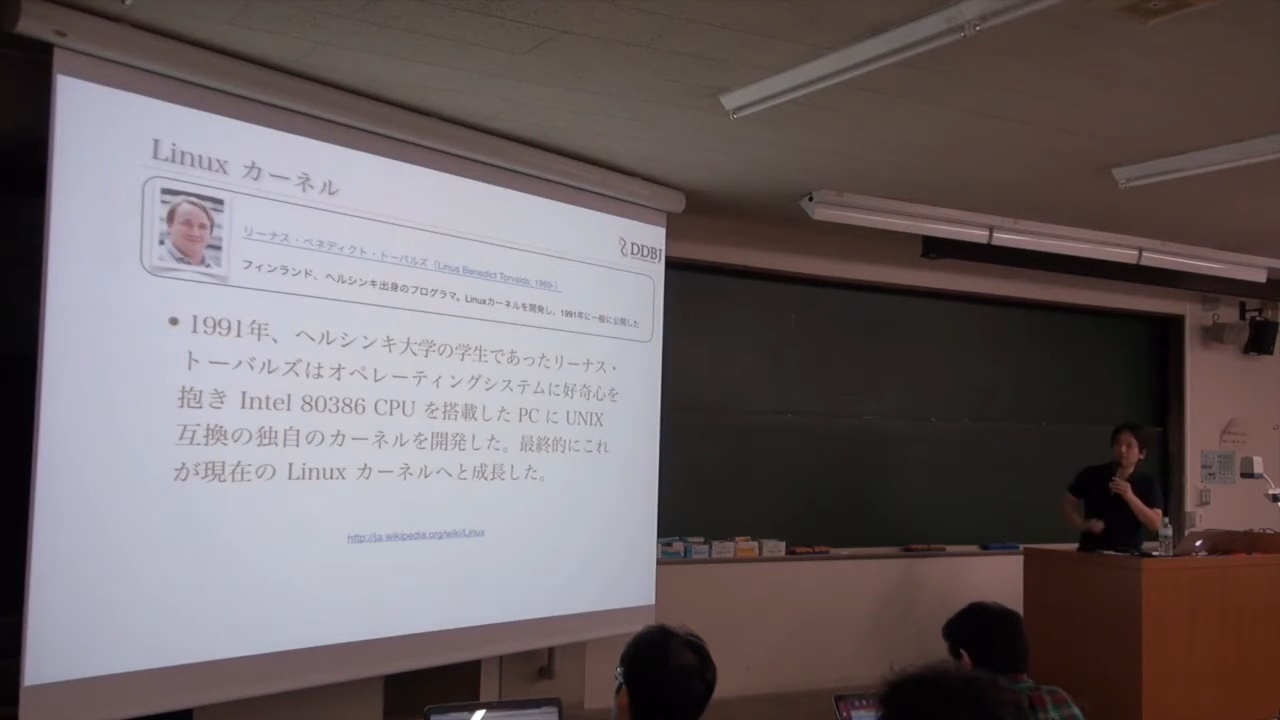 Linux カーネル
DDBJ
リーナス・ベネディクト・トーバルズ（Linus Benedict Torvalds: 1969-）
フィンランド、ヘルシンキ出身のプログラマ。Linuxカーネルを開発し、1991年に一般に公開した
• 1991年、ヘルシンキ大学の学生であったリーナス・
トーバルズはオペレーティングシステムに好奇心を
抱き Intel 80386 CPU を搭載した PC に UNIX
互換の独自のカーネルを開発した。最終的にこれ
が現在の Linux カーネルへと成長した。
http://ja.wikipedia.org/wiki/Linux